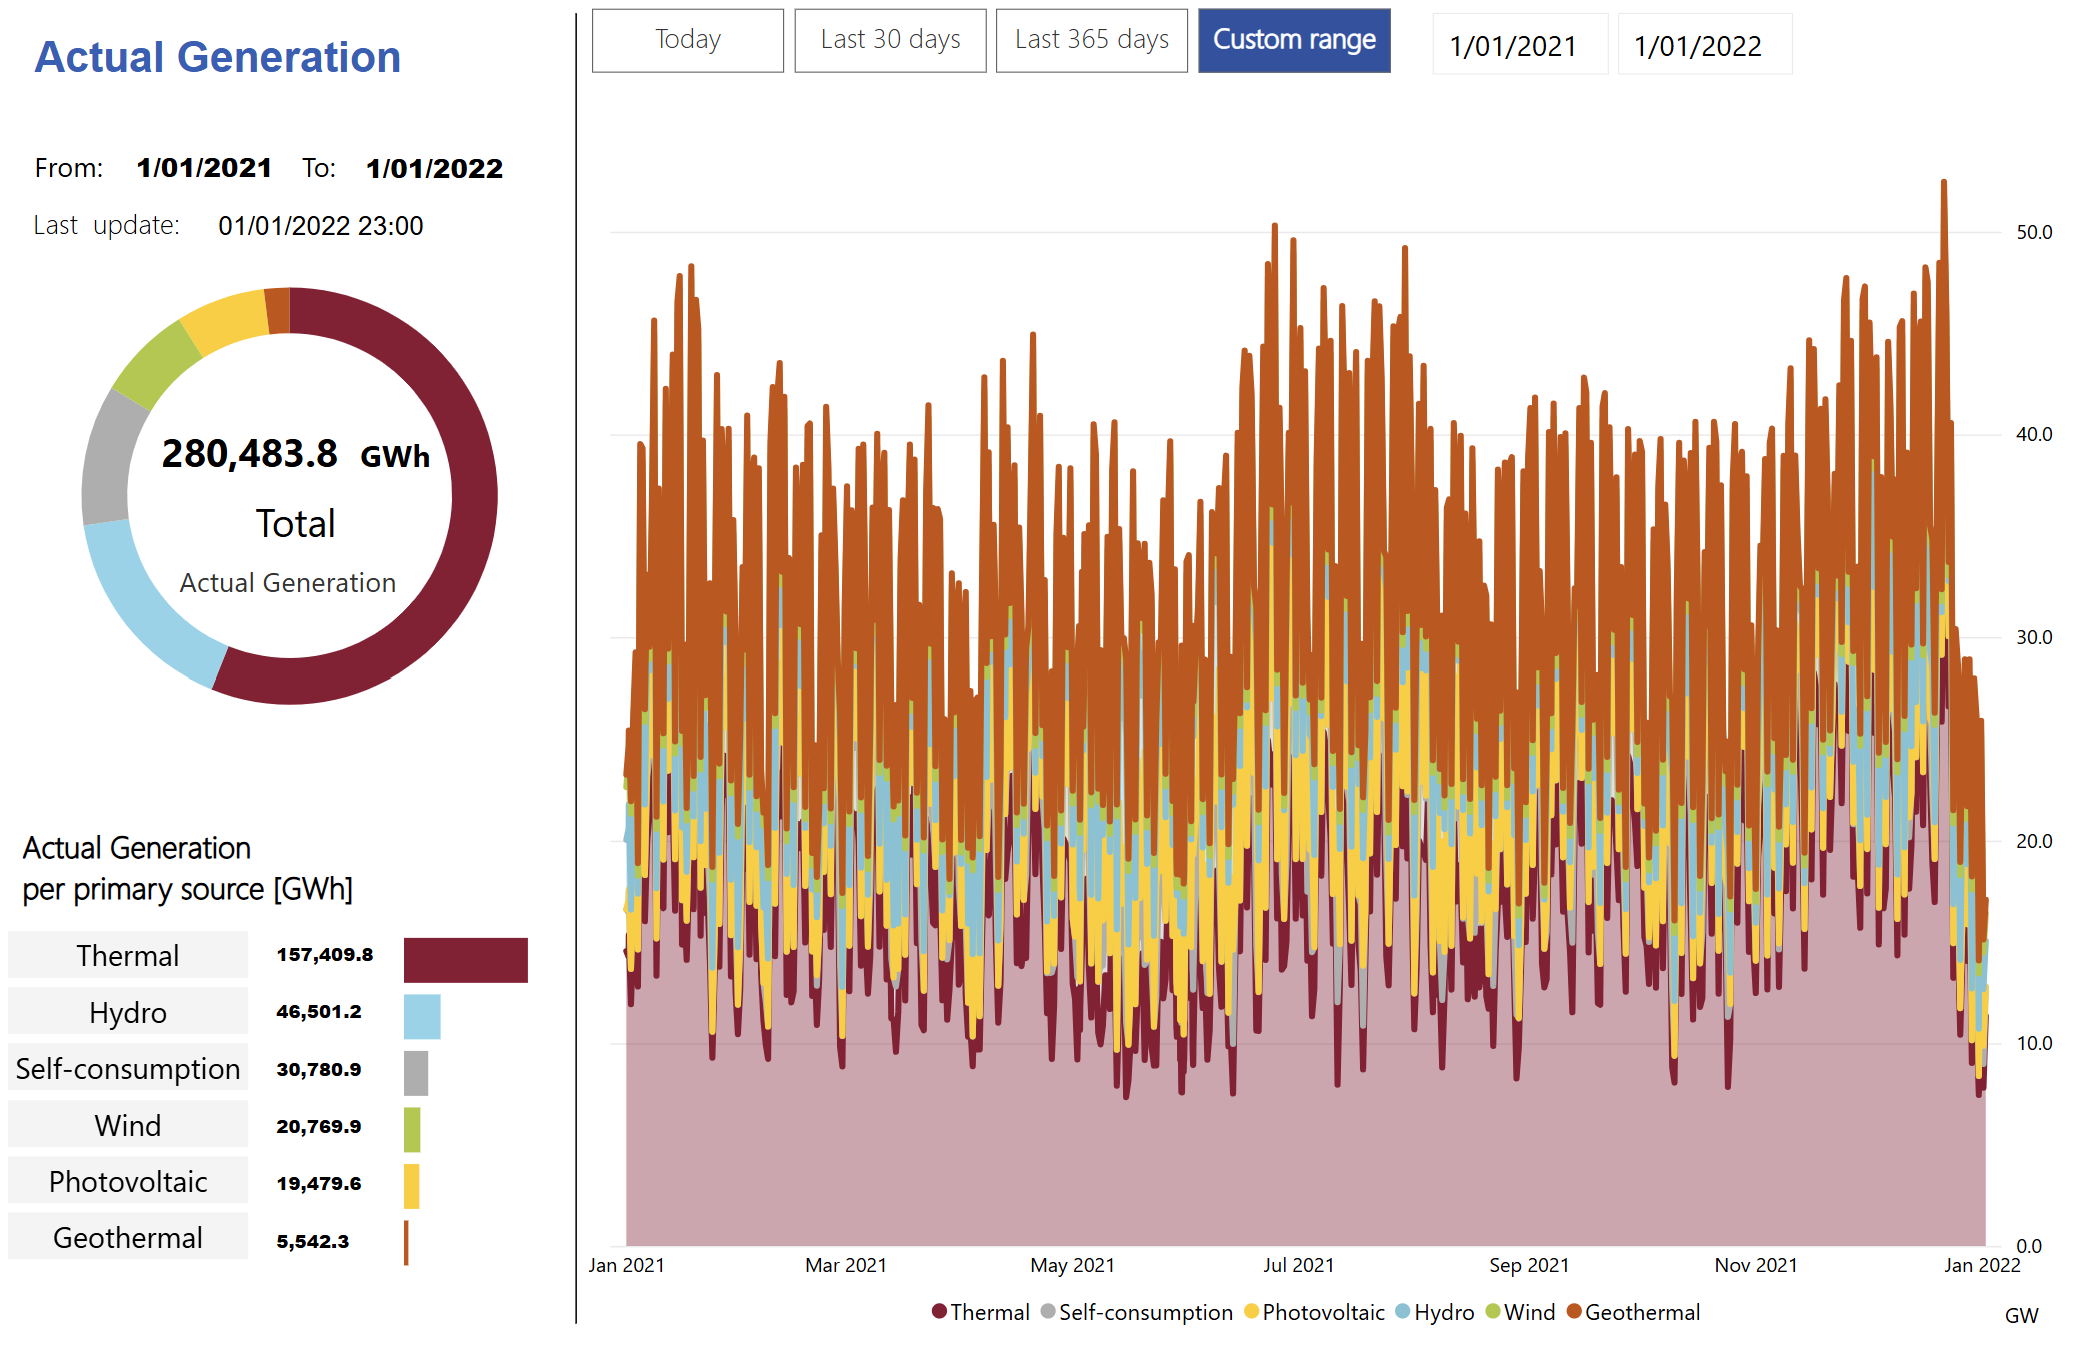 Actual Generation
From: 1/01/2021 To: 1/01/2022
Last update: 01/01/2022 23:00
280,483.8 GWh
Total
Actual Generation
Actual Generation
per primary source [GWh]
Thermal 157,409.8
Hydro 46,501.2
Self-consumption 30,780.9
Wind 20,769.9
Photovoltaic 19,479.6
Geothermal 5,542.3
Today Last 30 days Last 365 days Custom range 1/01/2021 1/01/2022
50.0
40.0
30.0
20.0
10.0
0.0
Jan 2021 Mar 2021 May 2021 Jul 2021 Sep 2021 Nov 2021 Jan 2022
Thermal Self-consumption Photovoltaic Hydro Wind Geothermal
GW